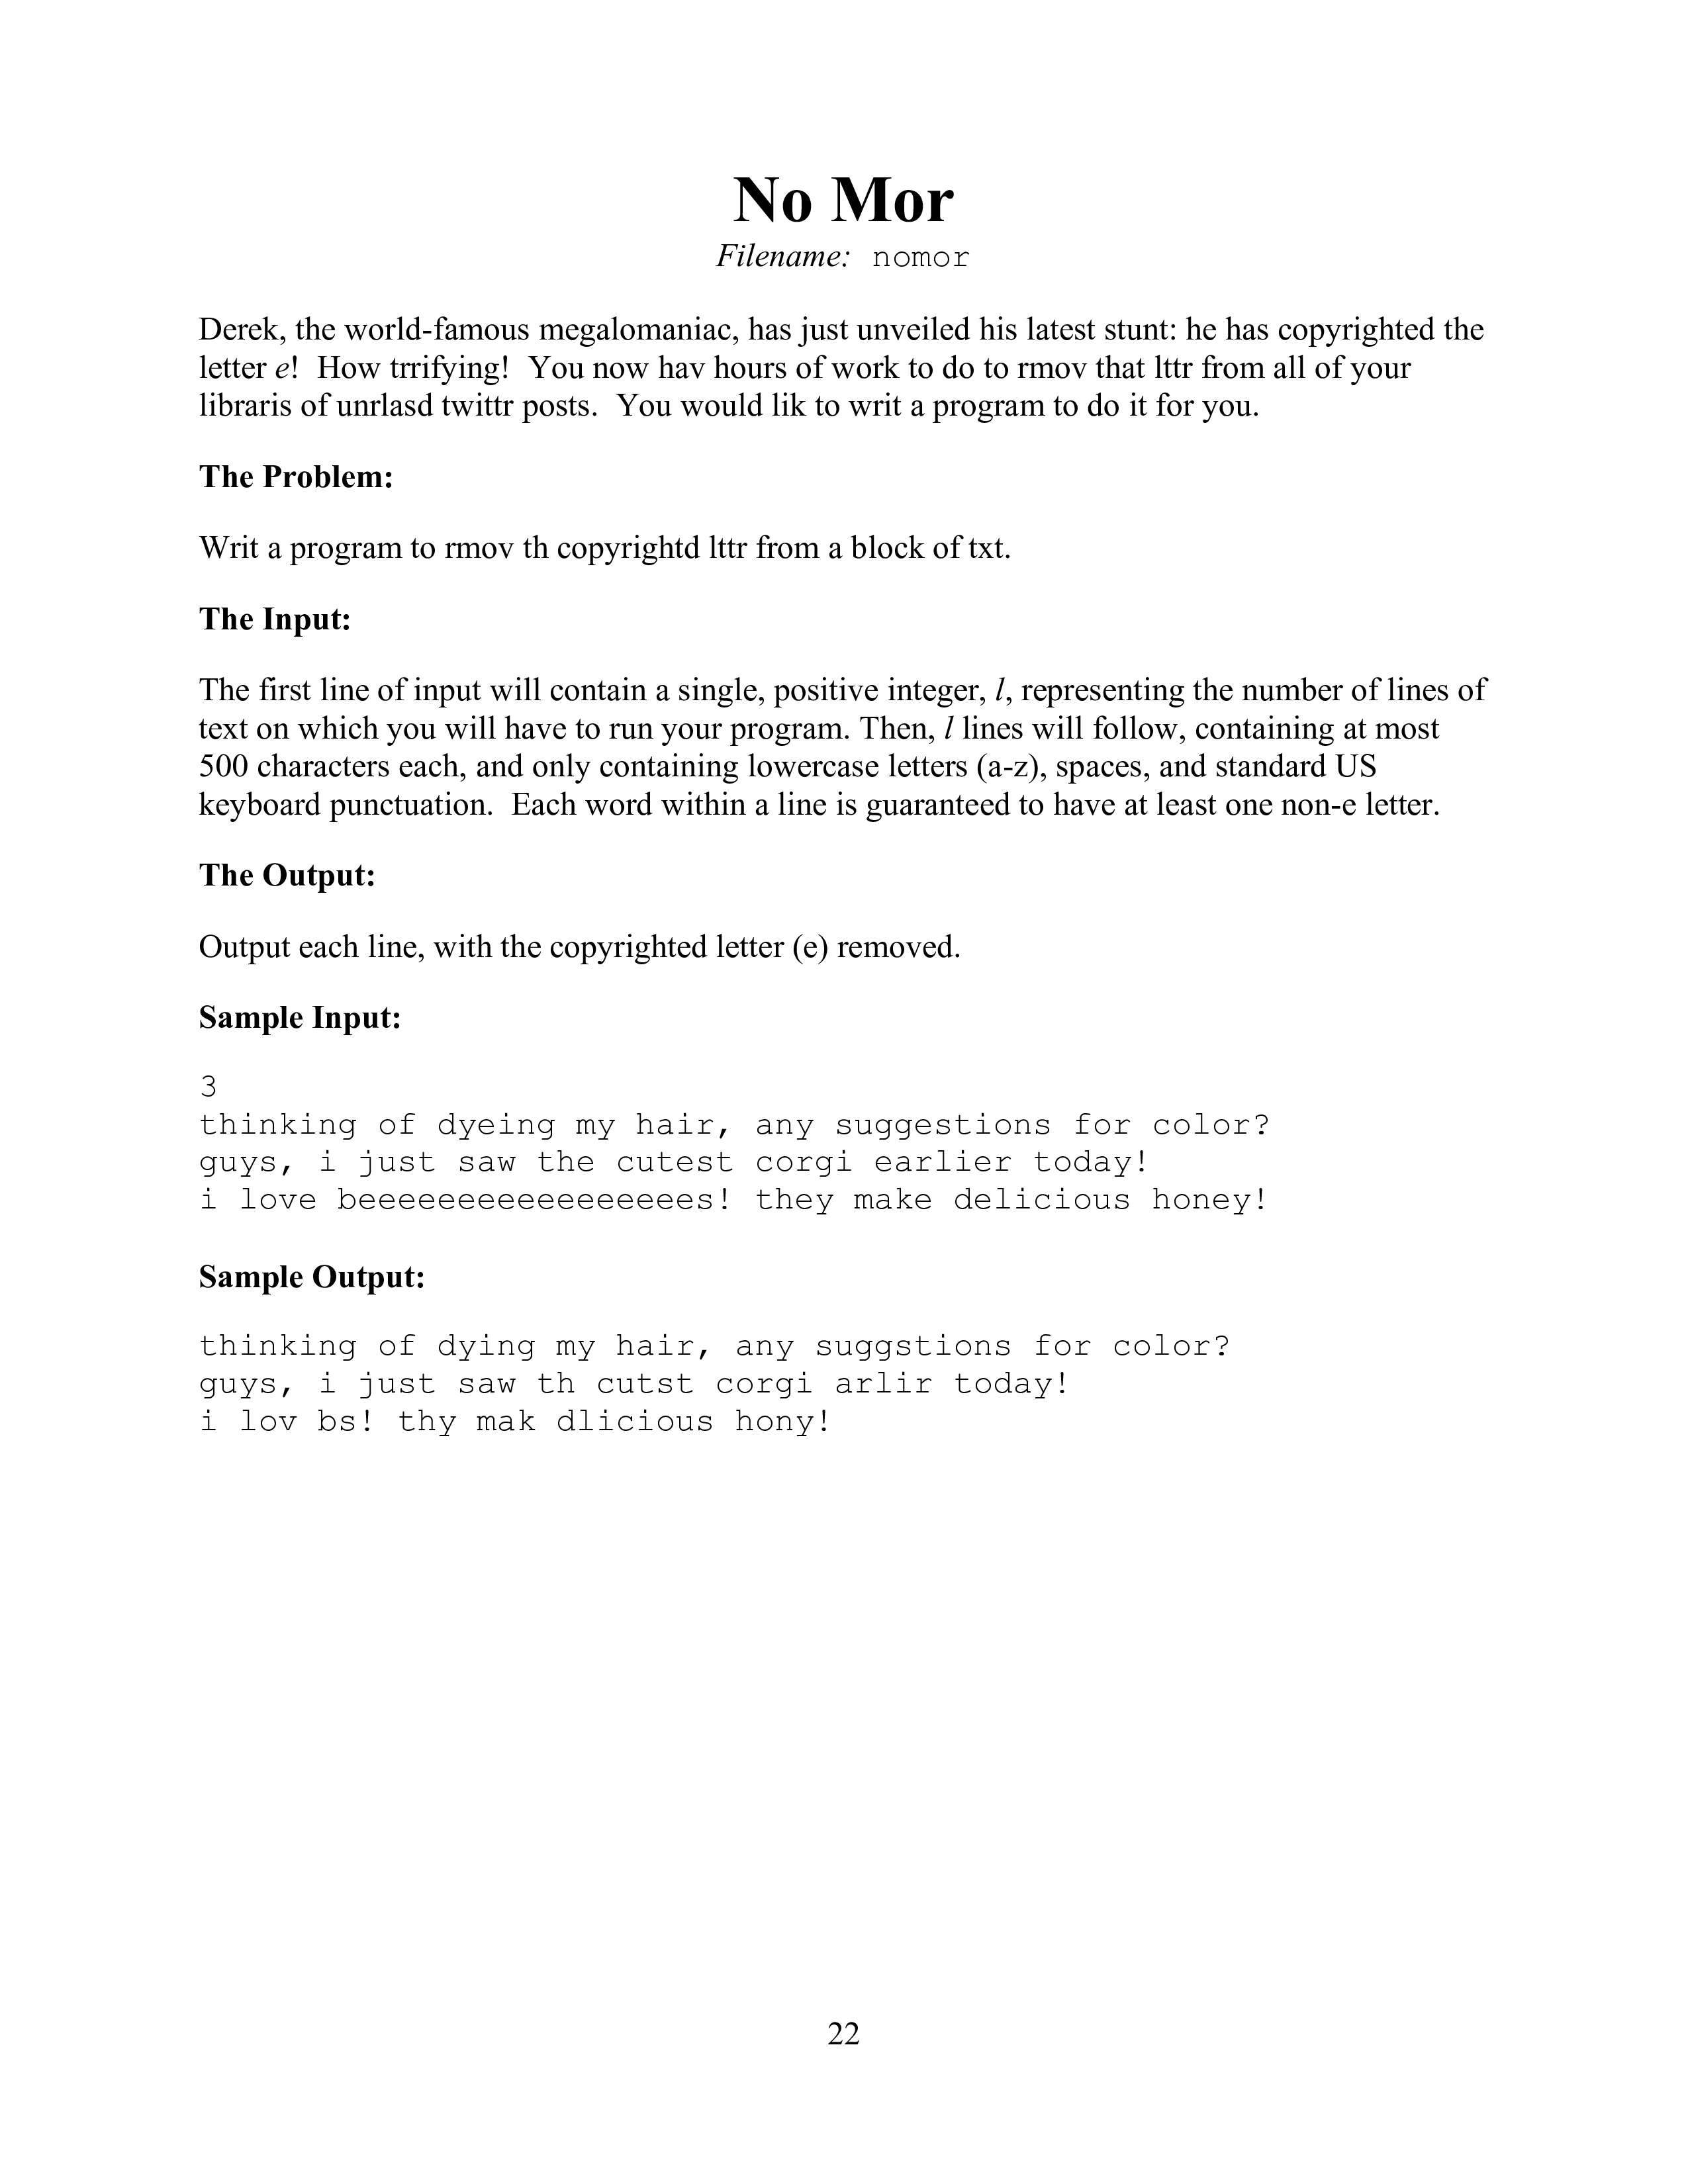 No Mor
Filename: nomor
Derek, the world-famous megalomaniac, has just unveiled his latest stunt: he has copyrighted the
letter e!  How trrifying!  You now hav hours of work to do to rmov that lttr from all of your
libraris of unrlasd twittr posts.  You would lik to writ a program to do it for you.
The Problem:
Writ a program to rmov th copyrightd lttr from a block of txt.
The Input:
The first line of input will contain a single, positive integer, l, representing the number of lines of
text on which you will have to run your program. Then, l lines will follow, containing at most
500 characters each, and only containing lowercase letters (a-z), spaces, and standard US
keyboard punctuation.  Each word within a line is guaranteed to have at least one non-e letter.
The Output:
Output each line, with the copyrighted letter (e) removed.
Sample Input:
3
thinking of dyeing my hair, any suggestions for color?
guys, i just saw the cutest corgi earlier today!
i love beeeeeeeeeeeeeeeeees! they make delicious honey!
Sample Output:
thinking of dying my hair, any suggstions for color?
guys, i just saw th cutst corgi arlir today!
i lov bs! thy mak dlicious hony!
22